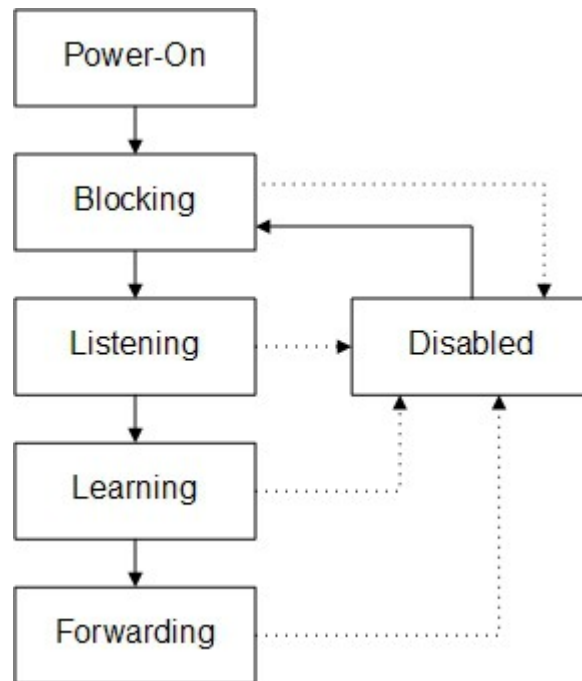 Power-On
Blocking
Listening
Disabled
Learning
Forwarding